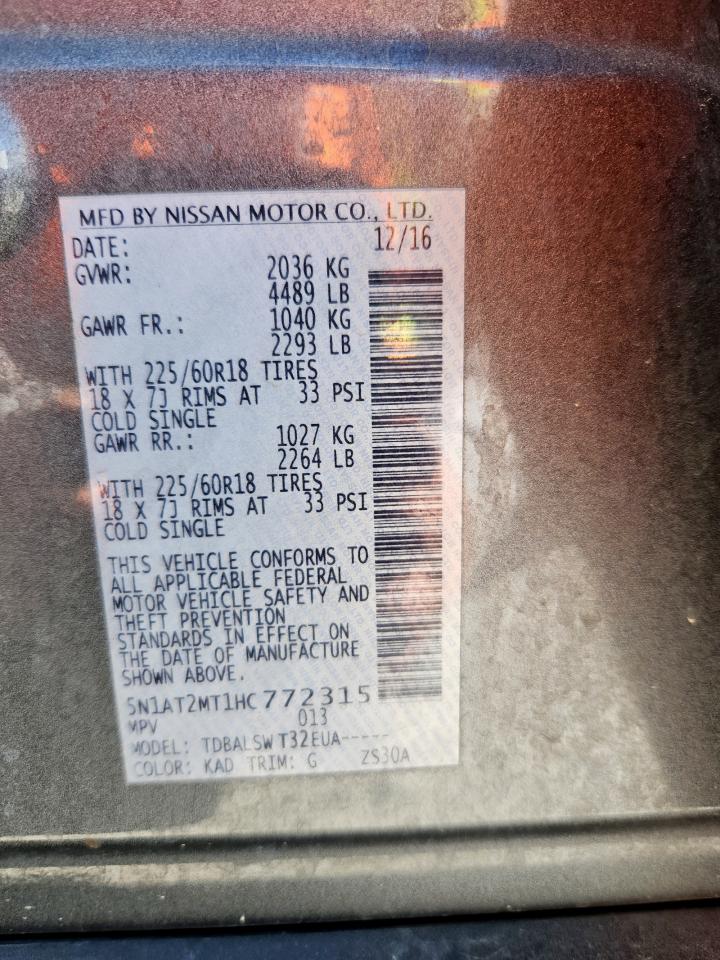 MFD BY NISSAN MOTOR CO., LTD.
DATE: 12/16
GVWR: 2036 KG
4489 LB
GAWR FR.: 1040 KG
2293 LB
WITH 225/60R18 TIRES
18 X 7J RIMS AT 33 PSI
COLD SINGLE
GAWR RR.: 1027 KG
2264 LB
WITH 225/60R18 TIRES
18 X 7J RIMS AT 33 PSI
COLD SINGLE
THIS VEHICLE CONFORMS TO
ALL APPLICABLE FEDERAL
MOTOR VEHICLE SAFETY AND
THEFT PREVENTION
STANDARDS IN EFFECT ON
THE DATE OF MANUFACTURE
SHOWN ABOVE.
5N1AT2MT1HC772315
MPV 013
MODEL: TDBALSW T32EUA-----
COLOR: KAD TRIM: G ZS30A